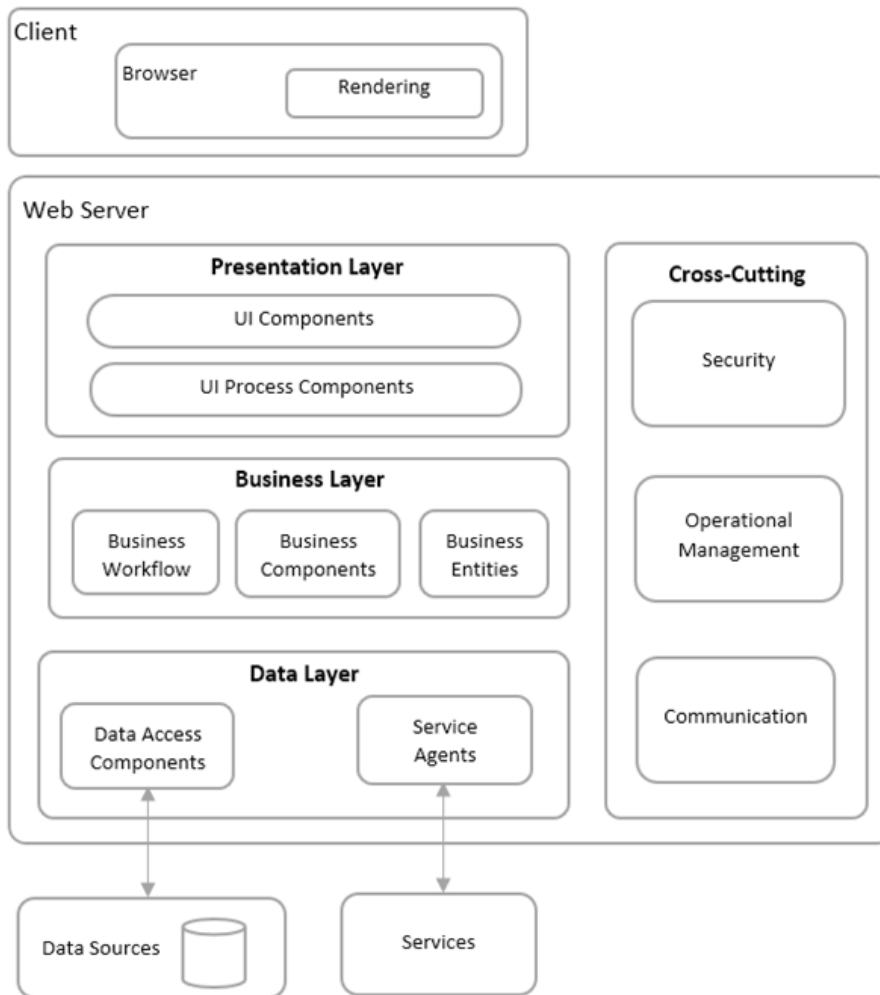 Client
Browser
Rendering
Web Server
Presentation Layer
UI Components
UI Process Components
Cross-Cutting
Security
Business Layer
Business
Workflow
Business
Components
Business
Entities
Operational
Management
Data Layer
Data Access
Components
Service
Agents
Communication
Data Sources
Services